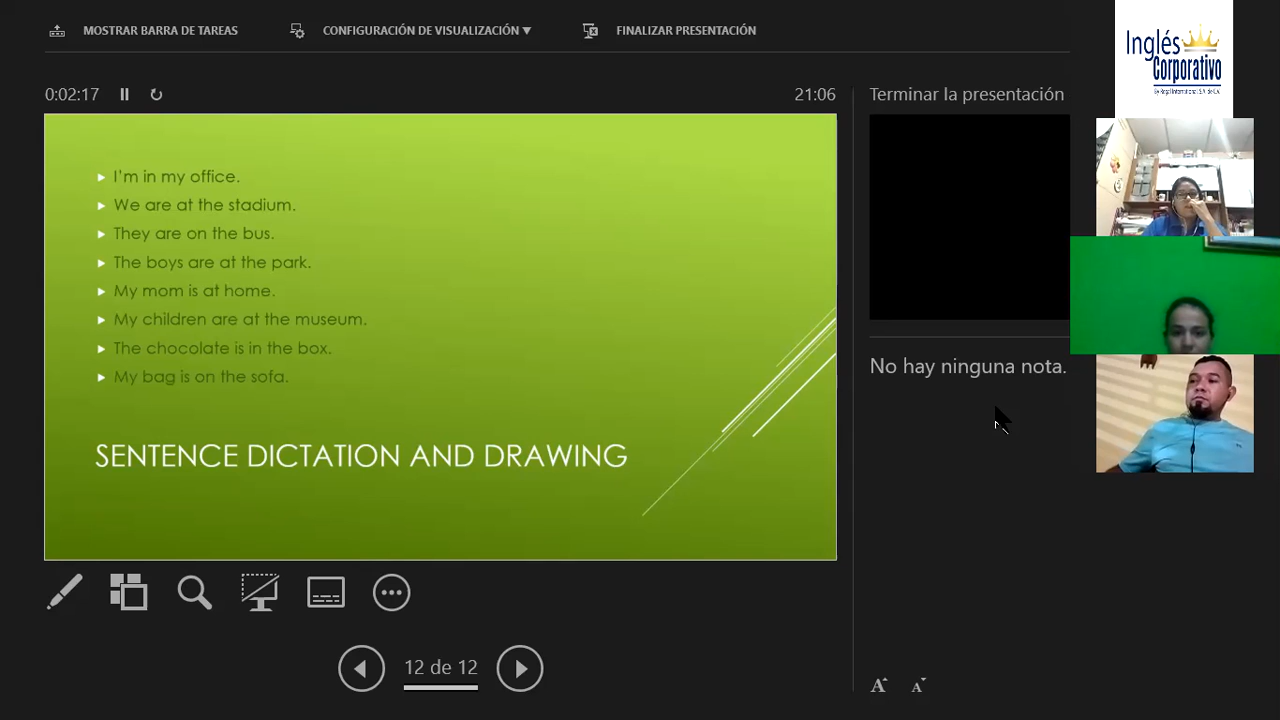 MOSTRAR BARRA DE TAREAS
CONFIGURACIÓN DE VISUALIZACIÓN ▼
FINALIZAR PRESENTACIÓN
Inglés
Corporativo
0:02:17
21:06
Terminar la presentación
I'm in my office.
We are at the stadium.
They are on the bus.
The boys are at the park.
My mom is at home.
My children are at the museum.
The chocolate is in the box.
My bag is on the sofa.
SENTENCE DICTATION AND DRAWING
No hay ninguna nota.
12 de 12
A A